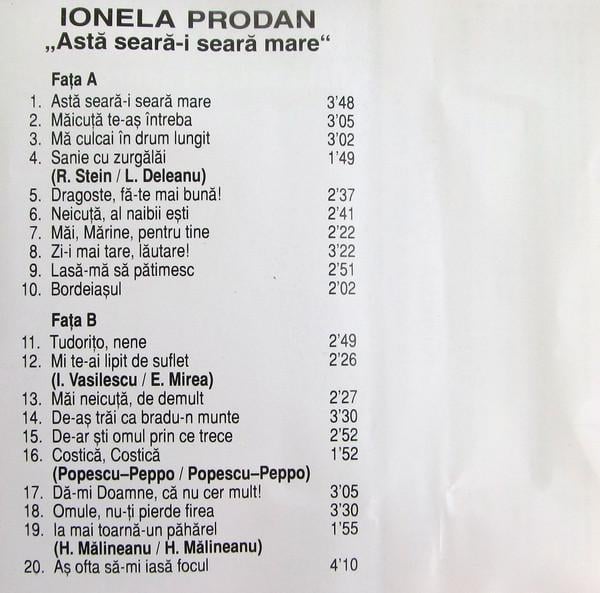 IONELA PRODAN
„Astă seară-i seară mare“
Fața A
1. Astă seară-i seară mare 3'48
2. Măicuță te-aș întreba 3'05
3. Mă culcai în drum lungit 3'02
4. Sanie cu zurgălăi 1'49
(R. Stein / L. Deleanu)
5. Dragoste, fă-te mai bună! 2'37
6. Neicuță, al naibii ești 2'41
7. Măi, Mărine, pentru tine 2'22
8. Zi-i mai tare, lăutare! 3'22
9. Lasă-mă să pătimesc 2'51
10. Bordeiașul 2'02
Fața B
11. Tudorițo, nene 2'49
12. Mi te-ai lipit de suflet 2'26
(I. Vasilescu / E. Mirea)
13. Măi neicuță, de demult 2'27
14. De-aș trăi ca bradu-n munte 3'30
15. De-ar ști omul prin ce trece 2'52
16. Costică, Costică 1'52
(Popescu–Peppo / Popescu–Peppo)
17. Dă-mi Doamne, că nu cer mult! 3'05
18. Omule, nu-ți pierde firea 3'30
19. Ia mai toarnă-un păhărel 1'55
(H. Mălineanu / H. Mălineanu)
20. Aș ofta să-mi iasă focul 4'10